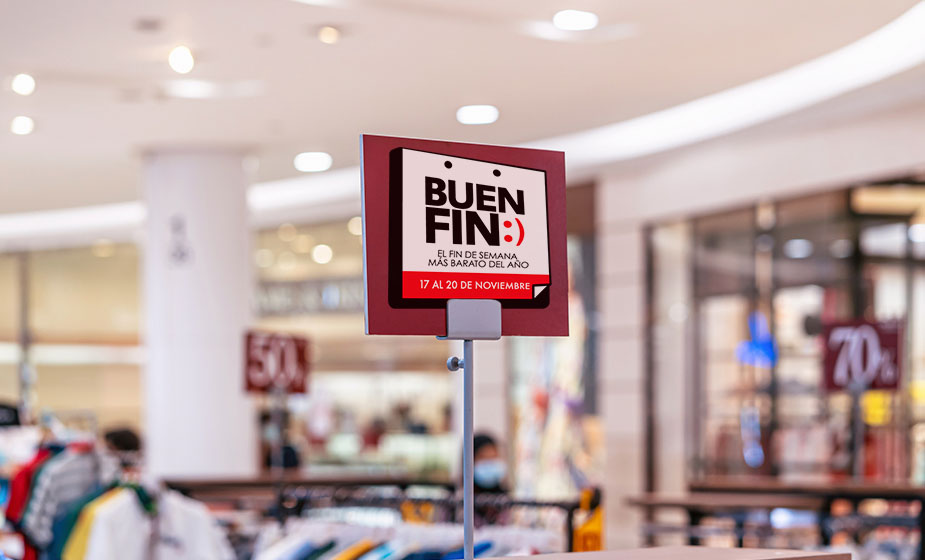 BUEN
FIN:)
EL FIN DE SEMANA
MÁS BARATO DEL AÑO
17 AL 20 DE NOVIEMBRE
50%
70%